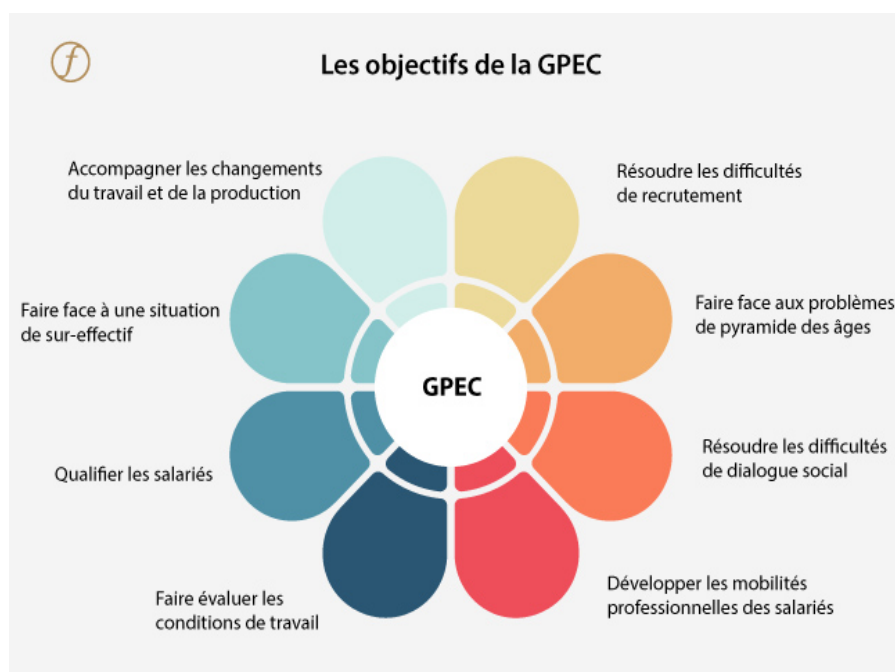 f
Les objectifs de la GPEC
Accompagner les changements
du travail et de la production
Résoudre les difficultés
de recrutement
Faire face à une situation
de sur-effectif
Faire face aux problèmes
de pyramide des âges
GPEC
Qualifier les salariés
Résoudre les difficultés
de dialogue social
Faire évaluer les
conditions de travail
Développer les mobilités
professionnelles des salariés